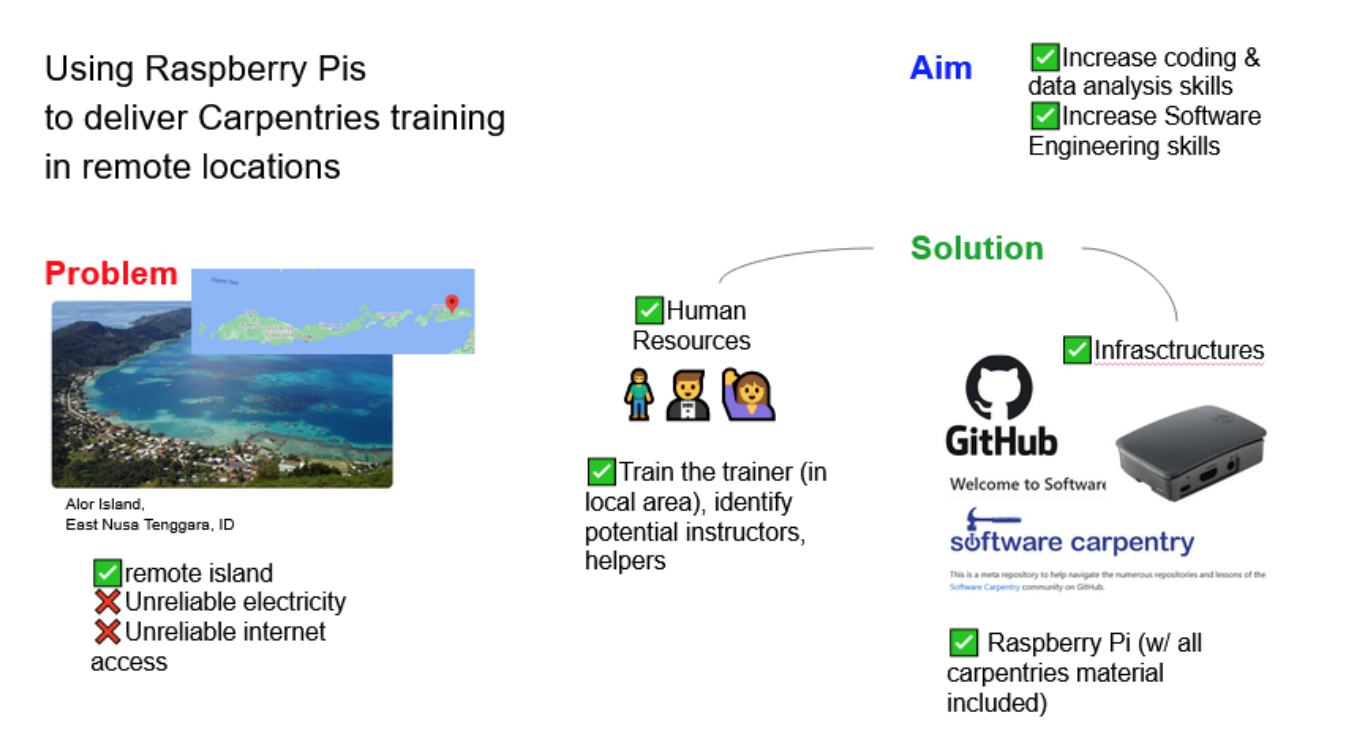 Using Raspberry Pis
to deliver Carpentries training
in remote locations
Aim
✅Increase coding &
data analysis skills
✅Increase Software
Engineering skills
Problem
Alor Island,
East Nusa Tenggara, ID
✅remote island
❌Unreliable electricity
❌Unreliable internet
access
Solution
✅Human
Resources
✅Train the trainer (in
local area), identify
potential instructors,
helpers
✅Infrasctructures
GitHub
Welcome to Software
software carpentry
This is a meta repository to help navigate the numerous repositories and lessons of the
Software Carpentry community on GitHub.
✅ Raspberry Pi (w/ all
carpentries material
included)